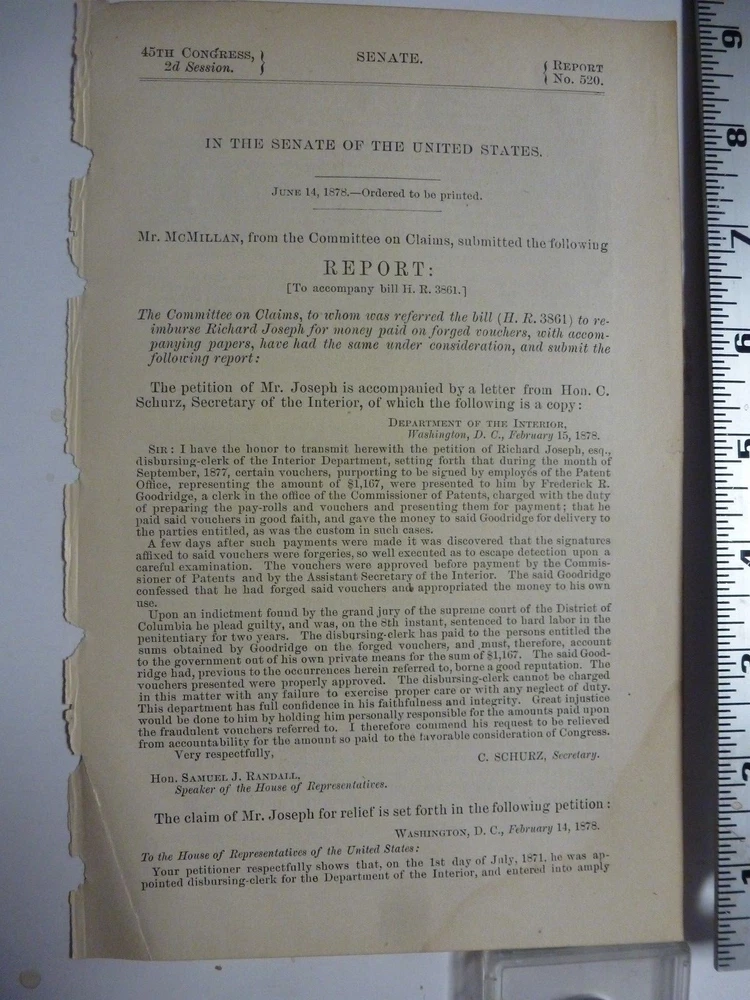 45TH CONGRESS, } SENATE. { REPORT
2d Session. } { No. 520.
IN THE SENATE OF THE UNITED STATES.
JUNE 14, 1878.—Ordered to be printed.
Mr. MCMILLAN, from the Committee on Claims, submitted the following
REPORT:
[To accompany bill H. R. 3861.]
The Committee on Claims, to whom was referred the bill (H. R. 3861) to re-
imburse Richard Joseph for money paid on forged vouchers, with accom-
panying papers, have had the same under consideration, and submit the
following report:
The petition of Mr. Joseph is accompanied by a letter from Hon. C.
Schurz, Secretary of the Interior, of which the following is a copy:
DEPARTMENT OF THE INTERIOR,
Washington, D. C., February 15, 1878.
SIR: I have the honor to transmit herewith the petition of Richard Joseph, esq.,
disbursing-clerk of the Interior Department, setting forth that during the month of
September, 1877, certain vouchers, purporting to be signed by employés of the Patent
Office, representing the amount of $1,167, were presented to him by Frederick R.
Goodridge, a clerk in the office of the Commissioner of Patents, charged with the duty
of preparing the pay-rolls and vouchers and presenting them for payment; that he
paid said vouchers in good faith, and gave the money to said Goodridge for delivery to
the parties entitled, as was the custom in such cases.
A few days after such payments were made it was discovered that the signatures
affixed to said vouchers were forgeries, so well executed as to escape detection upon a
careful examination. The vouchers were approved before payment by the Commis-
sioner of Patents and by the Assistant Secretary of the Interior. The said Goodridge
confessed that he had forged said vouchers and appropriated the money to his own
use.
Upon an indictment found by the grand jury of the supreme court of the District of
Columbia he plead guilty, and was, on the 8th instant, sentenced to hard labor in the
penitentiary for two years. The disbursing-clerk has paid to the persons entitled the
sums obtained by Goodridge on the forged vouchers, and must, therefore, account
to the government out of his own private means for the sum of $1,167. The said Good-
ridge had, previous to the occurrences herein referred to, borne a good reputation. The
vouchers presented were properly approved. The disbursing-clerk cannot be charged
in this matter with any failure to exercise proper care or with any neglect of duty.
This department has full confidence in his faithfulness and integrity. Great injustice
would be done to him by holding him personally responsible for the amounts paid upon
the fraudulent vouchers referred to. I therefore commend his request to be relieved
from accountability for the amount so paid to the favorable consideration of Congress.
Very respectfully,
C. SCHURZ, Secretary.
Hon. SAMUEL J. RANDALL,
Speaker of the House of Representatives.
The claim of Mr. Joseph for relief is set forth in the following petition:
WASHINGTON, D. C., February 14, 1878.
To the House of Representatives of the United States:
Your petitioner respectfully shows that, on the 1st day of July, 1871, he was ap-
pointed disbursing-clerk for the Department of the Interior, and entered into amply
9
8
7
6
5
4
3
2
1